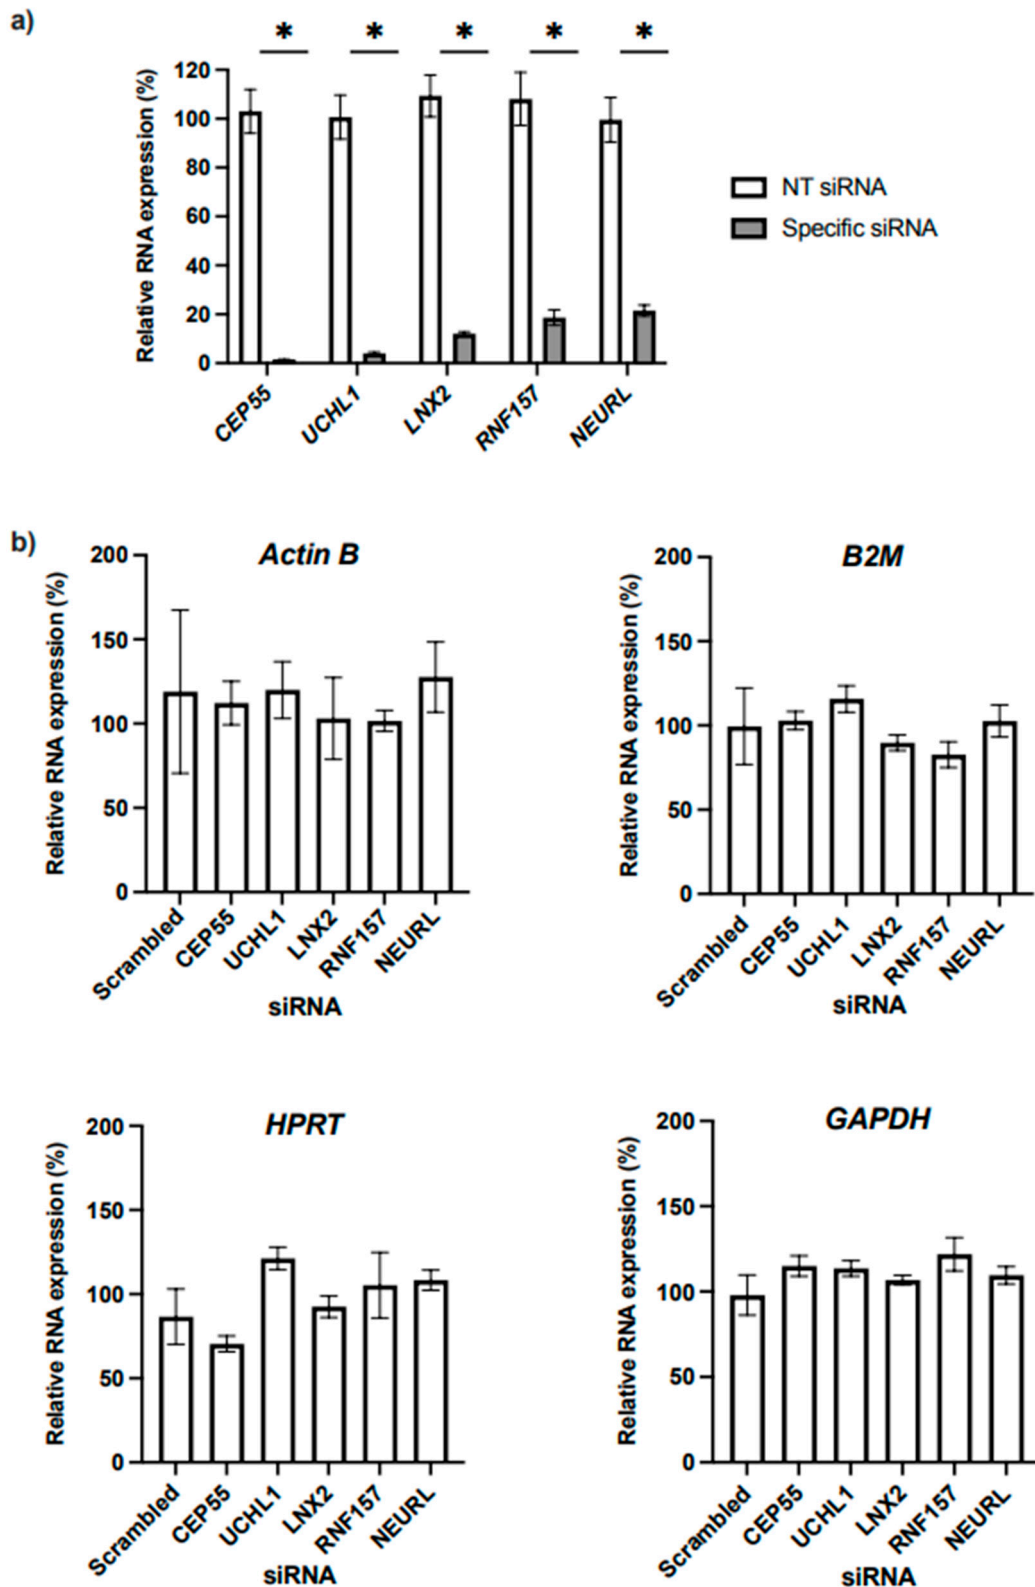 a)
* * * * *
Relative RNA expression (%)
120
100
80
60
40
20
0
CEP55 UCHL1 LNX2 RNF157 NEURL
NT siRNA
Specific siRNA
b)
Actin B
Relative RNA expression (%)
200
150
100
50
0
Scrambled CEP55 UCHL1 LNX2 RNF157 NEURL
siRNA
B2M
Relative RNA expression (%)
200
150
100
50
0
Scrambled CEP55 UCHL1 LNX2 RNF157 NEURL
siRNA
HPRT
Relative RNA expression (%)
200
150
100
50
0
Scrambled CEP55 UCHL1 LNX2 RNF157 NEURL
siRNA
GAPDH
Relative RNA expression (%)
200
150
100
50
0
Scrambled CEP55 UCHL1 LNX2 RNF157 NEURL
siRNA